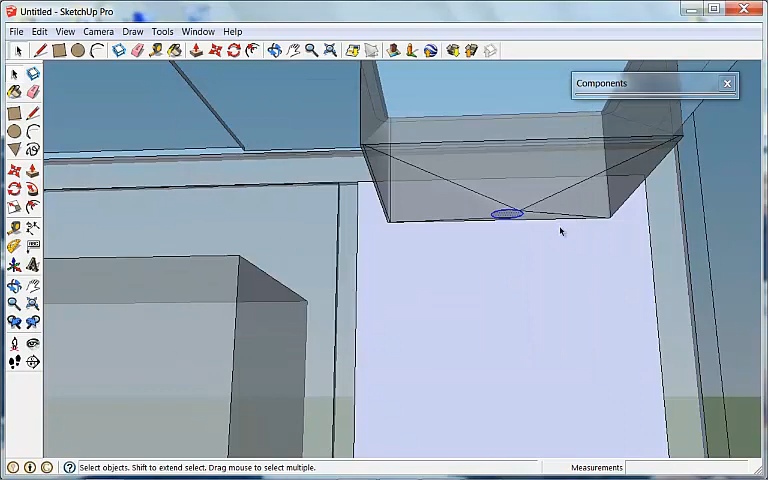 Untitled - SketchUp Pro
File Edit View Camera Draw Tools Window Help
Components
Select objects. Shift to extend select. Drag mouse to select multiple.
Measurements